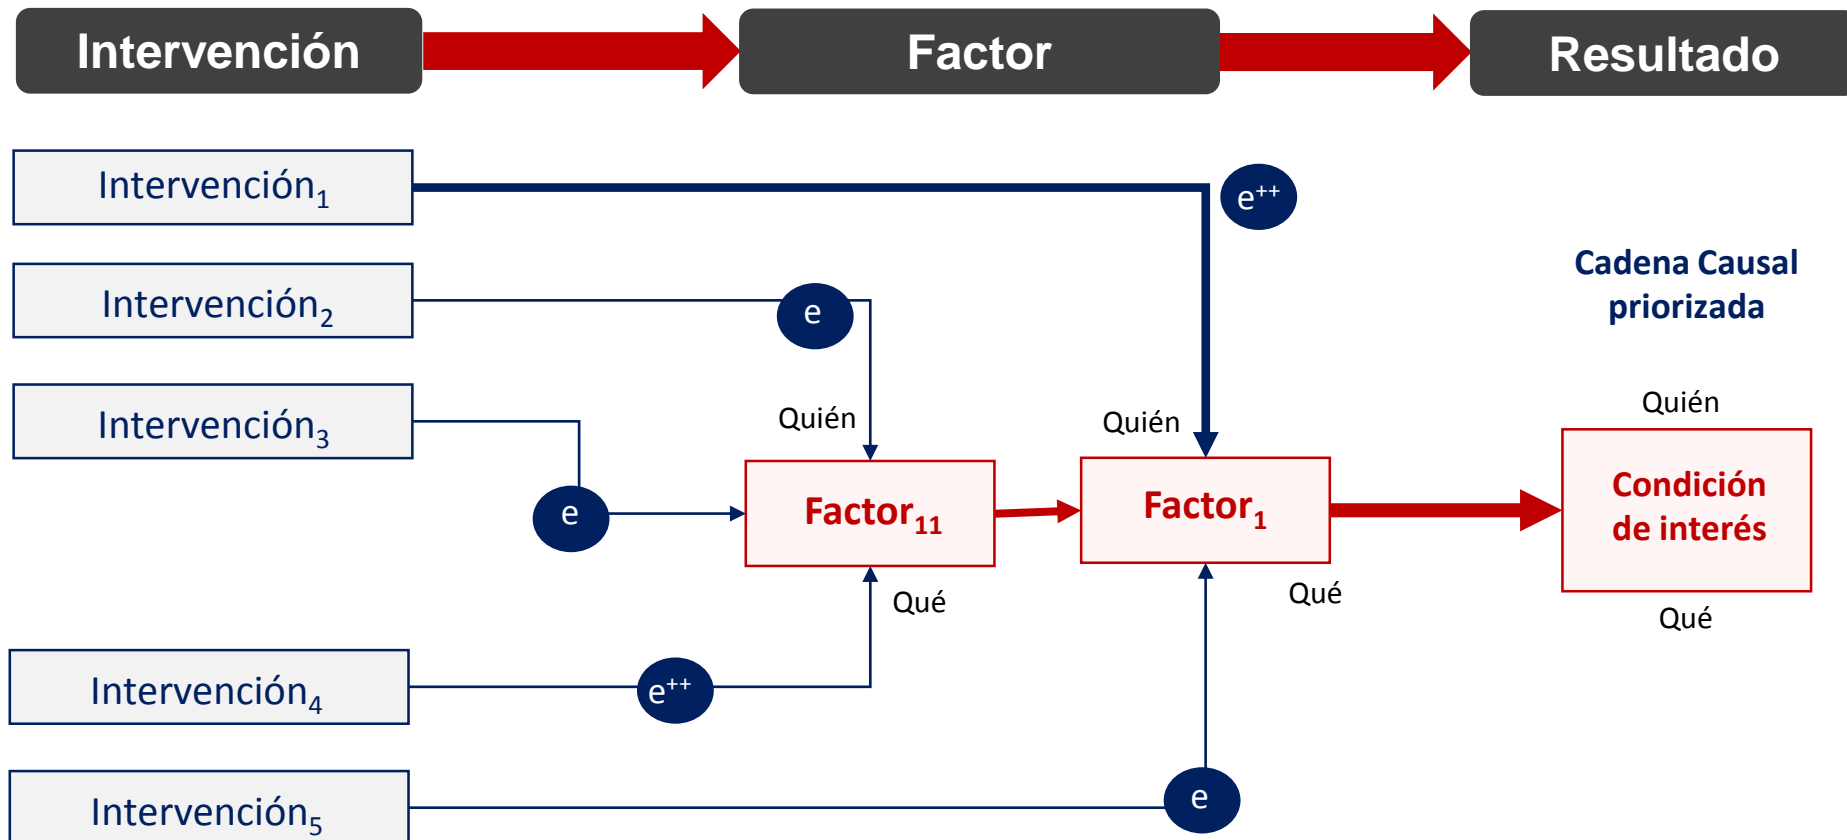 Intervención
Factor
Resultado
Intervención₁
e⁺⁺
Cadena Causal
priorizada
Intervención₂
e
Intervención₃
Quién
Quién
Quién
e
Factor₁₁
Factor₁
Condición
de interés
Qué
Qué
Qué
Intervención₄
e⁺⁺
Intervención₅
e